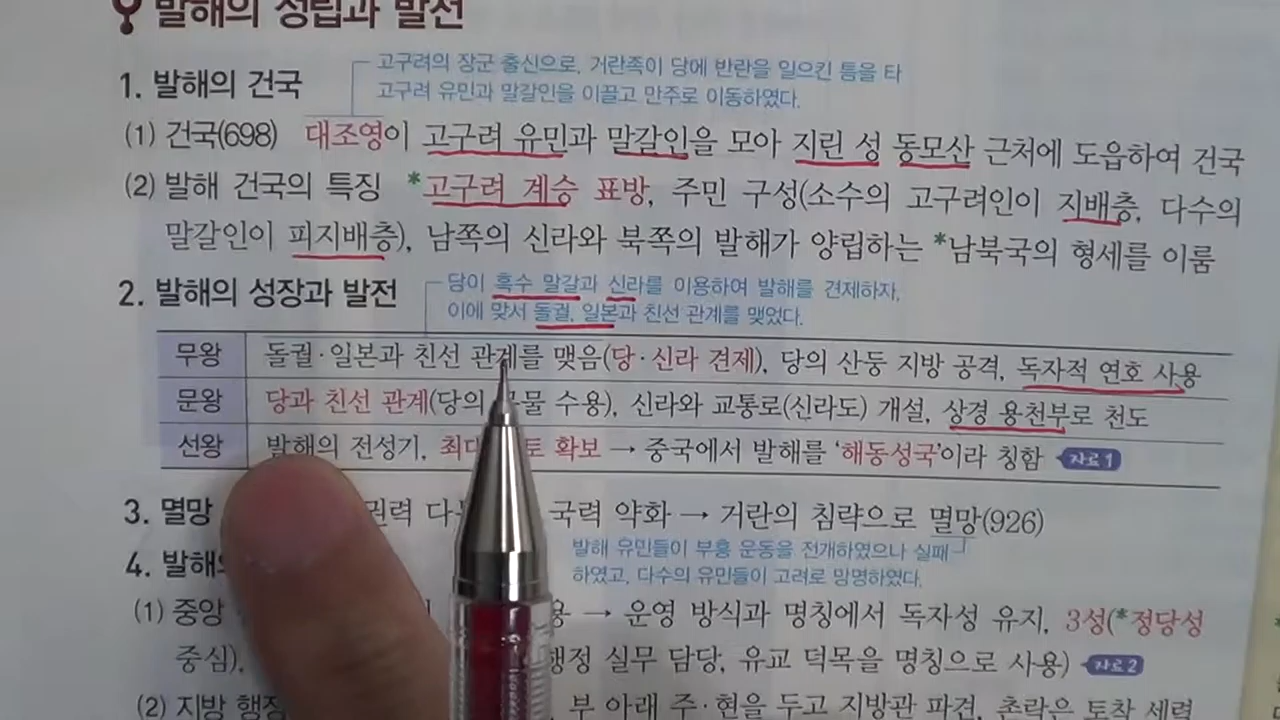 발해의 성립과 발전
고구려의 장군 출신으로, 거란족이 당에 반란을 일으킨 틈을 타
고구려 유민과 말갈인을 이끌고 만주로 이동하였다.
1. 발해의 건국
(1) 건국(698) 대조영이 고구려 유민과 말갈인을 모아 지린 성 동모산 근처에 도읍하여 건국
(2) 발해 건국의 특징 *고구려 계승 표방, 주민 구성(소수의 고구려인이 지배층, 다수의
말갈인이 피지배층), 남쪽의 신라와 북쪽의 발해가 양립하는 *남북국의 형세를 이룸
2. 발해의 성장과 발전
당이 흑수 말갈과 신라를 이용하여 발해를 견제하자,
이에 맞서 돌궐, 일본과 친선 관계를 맺었다.
무왕 돌궐·일본과 친선 관계를 맺음(당·신라 견제), 당의 산둥 지방 공격, 독자적 연호 사용
문왕 당과 친선 관계(당의 수용), 신라와 교통로(신라도) 개설, 상경 용천부로 천도
선왕 발해의 전성기, 최대 확보 → 중국에서 발해를 '해동성국'이라 칭함 자료1
3. 멸망 국력 약화 → 거란의 침략으로 멸망(926)
발해 유민들이 부흥 운동을 전개하였으나 실패
하였고, 다수의 유민들이 고려로 망명하였다.
4. 발해
(1) 중앙 → 운영 방식과 명칭에서 독자성 유지, 3성(*정당성
중심), 행정 실무 담당, 유교 덕목을 명칭으로 사용) 자료2
(2) 지방 행정 부 아래 주·현을 두고 지방관 파견, 촌락은 토착 세력